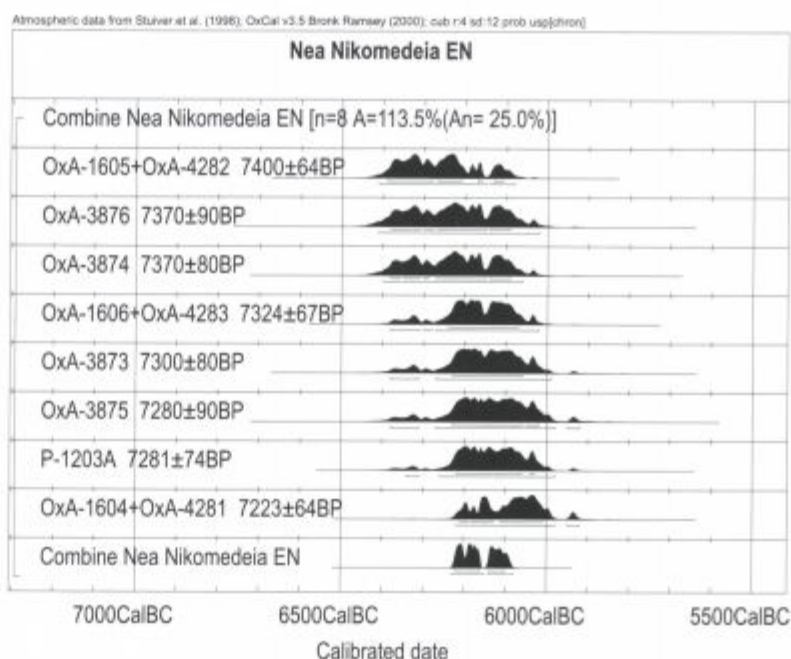 Atmospheric data from Stuiver et al. (1998); OxCal v3.5 Bronk Ramsey (2000); cub r:4 sd:12 prob usp[chron]
Nea Nikomedeia EN
Combine Nea Nikomedeia EN [n=8 A=113.5%(An= 25.0%)]
OxA-1605+OxA-4282 7400±64BP
OxA-3876 7370±90BP
OxA-3874 7370±80BP
OxA-1606+OxA-4283 7324±67BP
OxA-3873 7300±80BP
OxA-3875 7280±90BP
P-1203A 7281±74BP
OxA-1604+OxA-4281 7223±64BP
Combine Nea Nikomedeia EN
7000CalBC 6500CalBC 6000CalBC 5500CalBC
Calibrated date